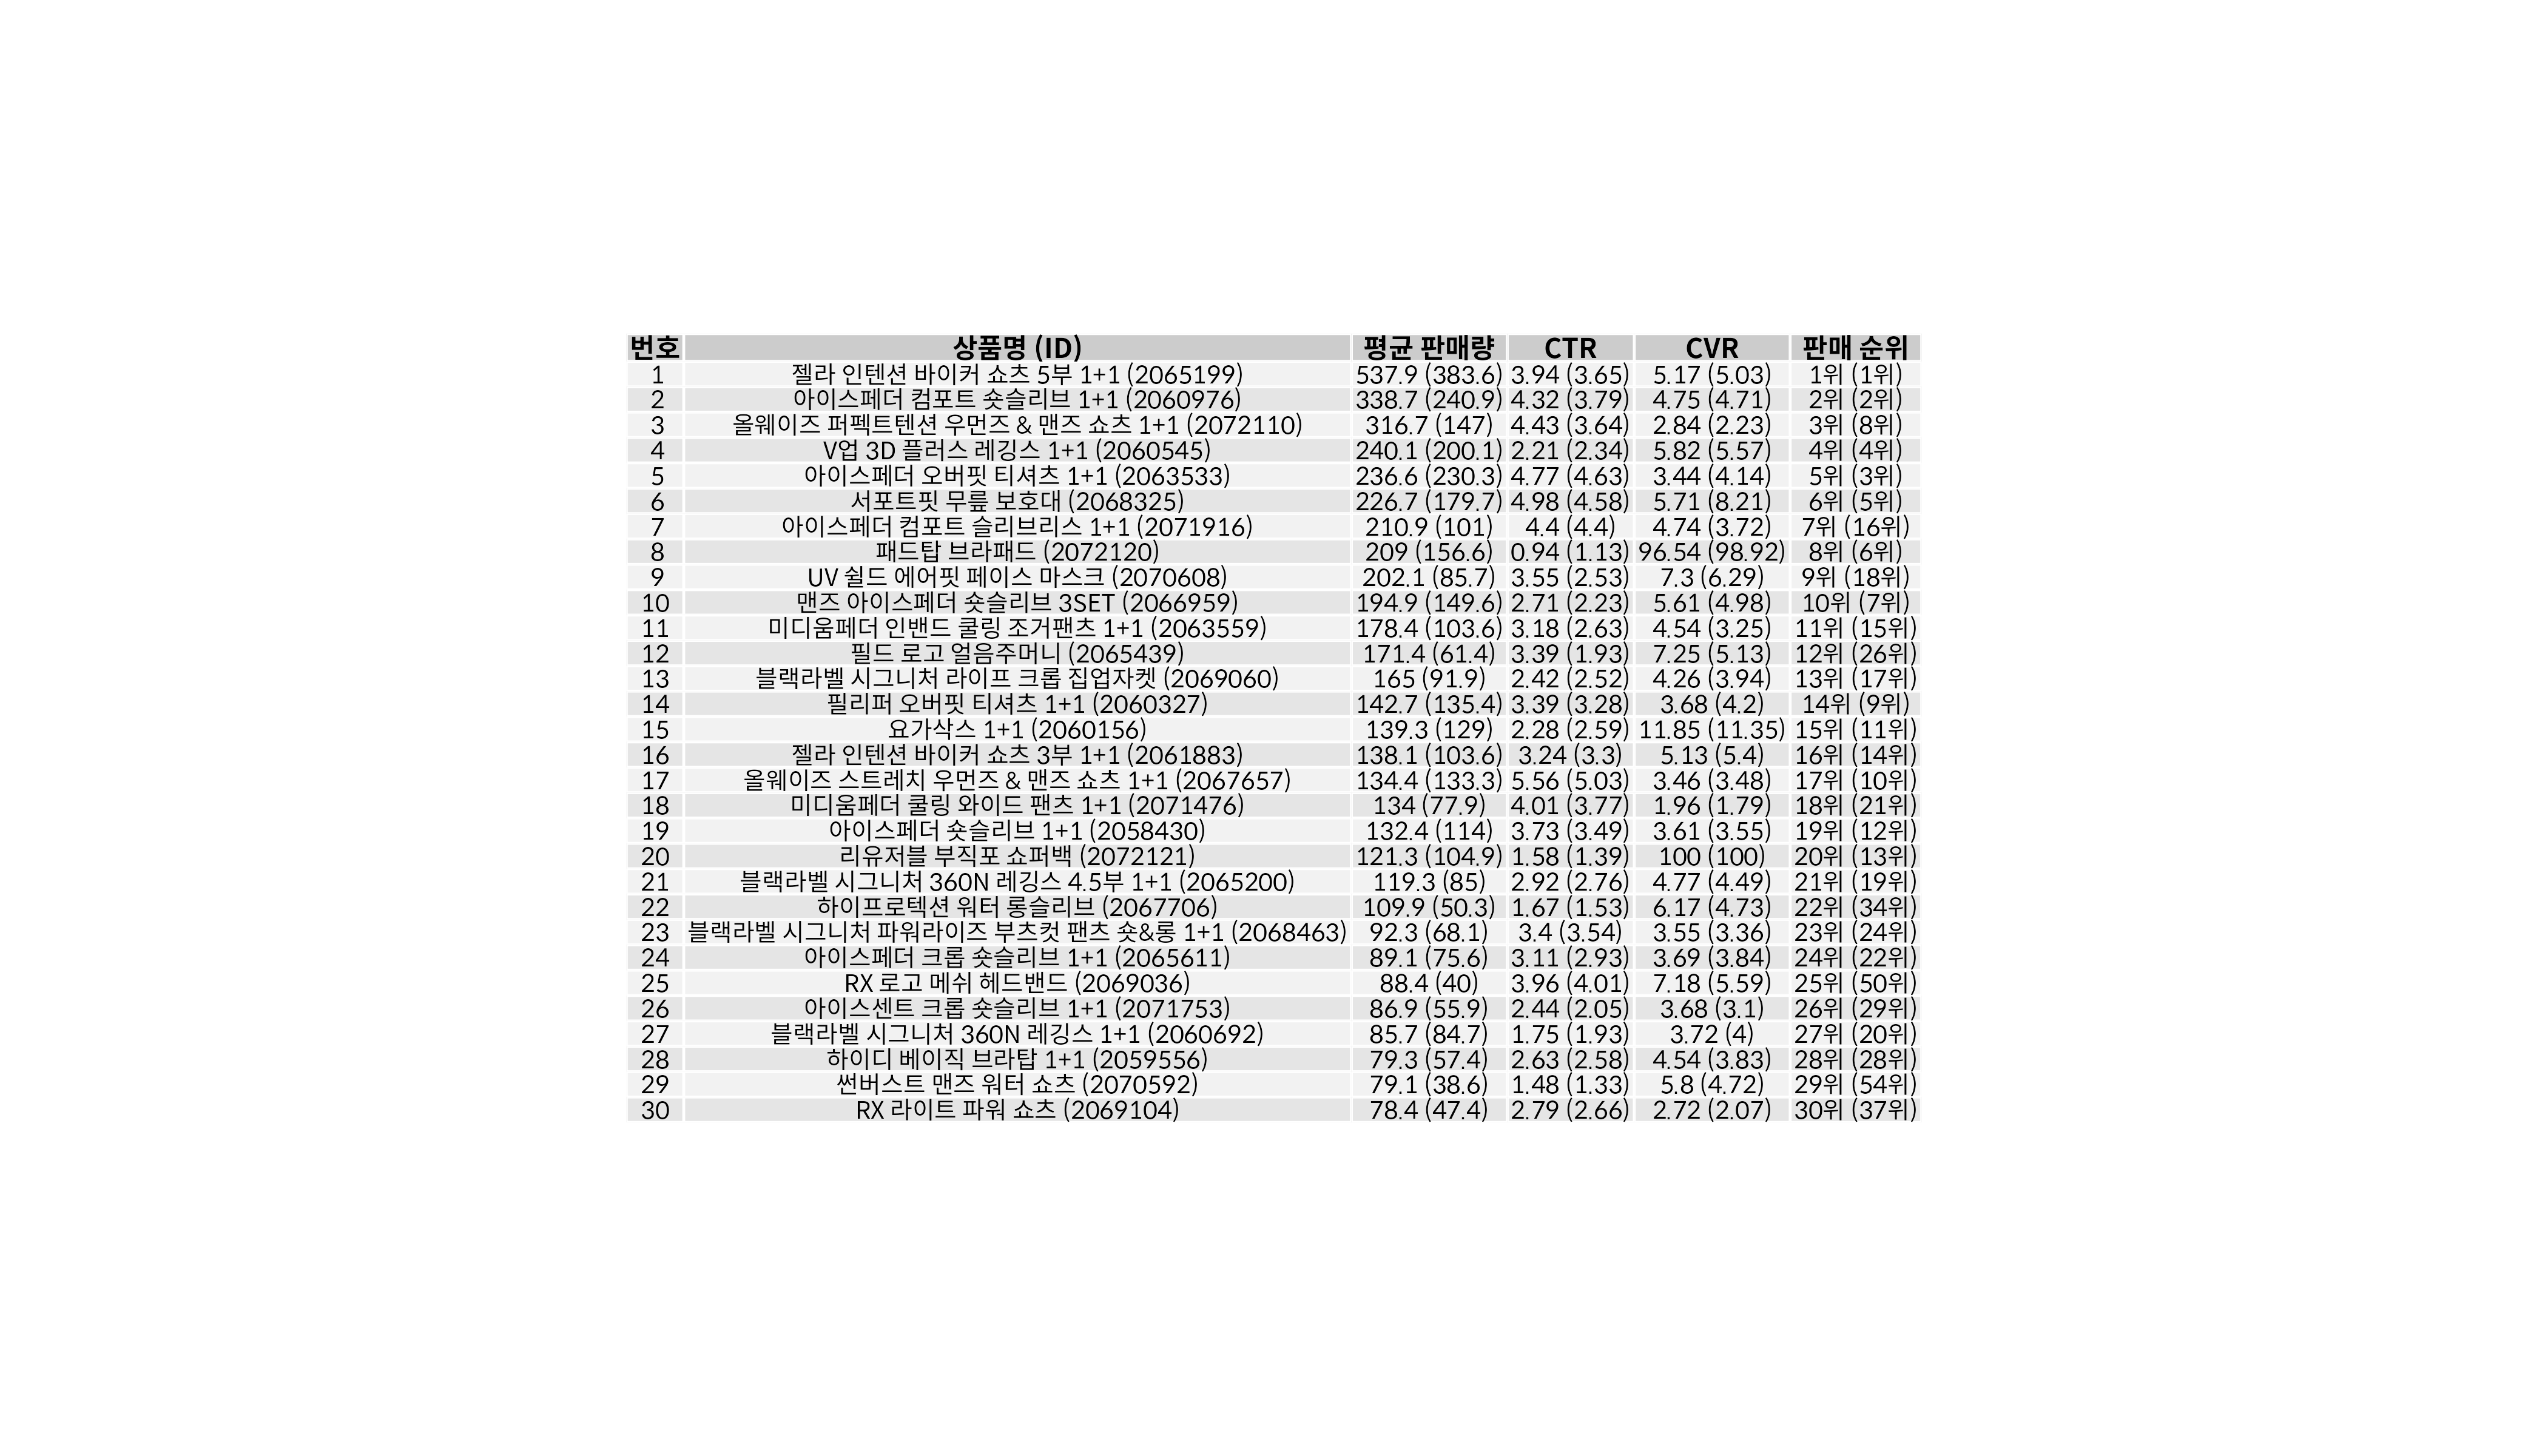 번호 상품명 (ID) 평균 판매량 CTR CVR 판매 순위
1 젤라 인텐션 바이커 쇼츠 5부 1+1 (2065199) 537.9 (383.6) 3.94 (3.65) 5.17 (5.03) 1위 (1위)
2 아이스페더 컴포트 숏슬리브 1+1 (2060976) 338.7 (240.9) 4.32 (3.79) 4.75 (4.71) 2위 (2위)
3 올웨이즈 퍼펙트텐션 우먼즈 & 맨즈 쇼츠 1+1 (2072110) 316.7 (147) 4.43 (3.64) 2.84 (2.23) 3위 (8위)
4 V업 3D 플러스 레깅스 1+1 (2060545) 240.1 (200.1) 2.21 (2.34) 5.82 (5.57) 4위 (4위)
5 아이스페더 오버핏 티셔츠 1+1 (2063533) 236.6 (230.3) 4.77 (4.63) 3.44 (4.14) 5위 (3위)
6 서포트핏 무릎 보호대 (2068325) 226.7 (179.7) 4.98 (4.58) 5.71 (8.21) 6위 (5위)
7 아이스페더 컴포트 슬리브리스 1+1 (2071916) 210.9 (101) 4.4 (4.4) 4.74 (3.72) 7위 (16위)
8 패드탑 브라패드 (2072120) 209 (156.6) 0.94 (1.13) 96.54 (98.92) 8위 (6위)
9 UV 쉴드 에어핏 페이스 마스크 (2070608) 202.1 (85.7) 3.55 (2.53) 7.3 (6.29) 9위 (18위)
10 맨즈 아이스페더 숏슬리브 3SET (2066959) 194.9 (149.6) 2.71 (2.23) 5.61 (4.98) 10위 (7위)
11 미디움페더 인밴드 쿨링 조거팬츠 1+1 (2063559) 178.4 (103.6) 3.18 (2.63) 4.54 (3.25) 11위 (15위)
12 필드 로고 얼음주머니 (2065439) 171.4 (61.4) 3.39 (1.93) 7.25 (5.13) 12위 (26위)
13 블랙라벨 시그니처 라이프 크롭 집업자켓 (2069060) 165 (91.9) 2.42 (2.52) 4.26 (3.94) 13위 (17위)
14 필리퍼 오버핏 티셔츠 1+1 (2060327) 142.7 (135.4) 3.39 (3.28) 3.68 (4.2) 14위 (9위)
15 요가삭스 1+1 (2060156) 139.3 (129) 2.28 (2.59) 11.85 (11.35) 15위 (11위)
16 젤라 인텐션 바이커 쇼츠 3부 1+1 (2061883) 138.1 (103.6) 3.24 (3.3) 5.13 (5.4) 16위 (14위)
17 올웨이즈 스트레치 우먼즈 & 맨즈 쇼츠 1+1 (2067657) 134.4 (133.3) 5.56 (5.03) 3.46 (3.48) 17위 (10위)
18 미디움페더 쿨링 와이드 팬츠 1+1 (2071476) 134 (77.9) 4.01 (3.77) 1.96 (1.79) 18위 (21위)
19 아이스페더 숏슬리브 1+1 (2058430) 132.4 (114) 3.73 (3.49) 3.61 (3.55) 19위 (12위)
20 리유저블 부직포 쇼퍼백 (2072121) 121.3 (104.9) 1.58 (1.39) 100 (100) 20위 (13위)
21 블랙라벨 시그니처 360N 레깅스 4.5부 1+1 (2065200) 119.3 (85) 2.92 (2.76) 4.77 (4.49) 21위 (19위)
22 하이프로텍션 워터 롱슬리브 (2067706) 109.9 (50.3) 1.67 (1.53) 6.17 (4.73) 22위 (34위)
23 블랙라벨 시그니처 파워라이즈 부츠컷 팬츠 숏&롱 1+1 (2068463) 92.3 (68.1) 3.4 (3.54) 3.55 (3.36) 23위 (24위)
24 아이스페더 크롭 숏슬리브 1+1 (2065611) 89.1 (75.6) 3.11 (2.93) 3.69 (3.84) 24위 (22위)
25 RX 로고 메쉬 헤드밴드 (2069036) 88.4 (40) 3.96 (4.01) 7.18 (5.59) 25위 (50위)
26 아이스센트 크롭 숏슬리브 1+1 (2071753) 86.9 (55.9) 2.44 (2.05) 3.68 (3.1) 26위 (29위)
27 블랙라벨 시그니처 360N 레깅스 1+1 (2060692) 85.7 (84.7) 1.75 (1.93) 3.72 (4) 27위 (20위)
28 하이디 베이직 브라탑 1+1 (2059556) 79.3 (57.4) 2.63 (2.58) 4.54 (3.83) 28위 (28위)
29 썬버스트 맨즈 워터 쇼츠 (2070592) 79.1 (38.6) 1.48 (1.33) 5.8 (4.72) 29위 (54위)
30 RX 라이트 파워 쇼츠 (2069104) 78.4 (47.4) 2.79 (2.66) 2.72 (2.07) 30위 (37위)